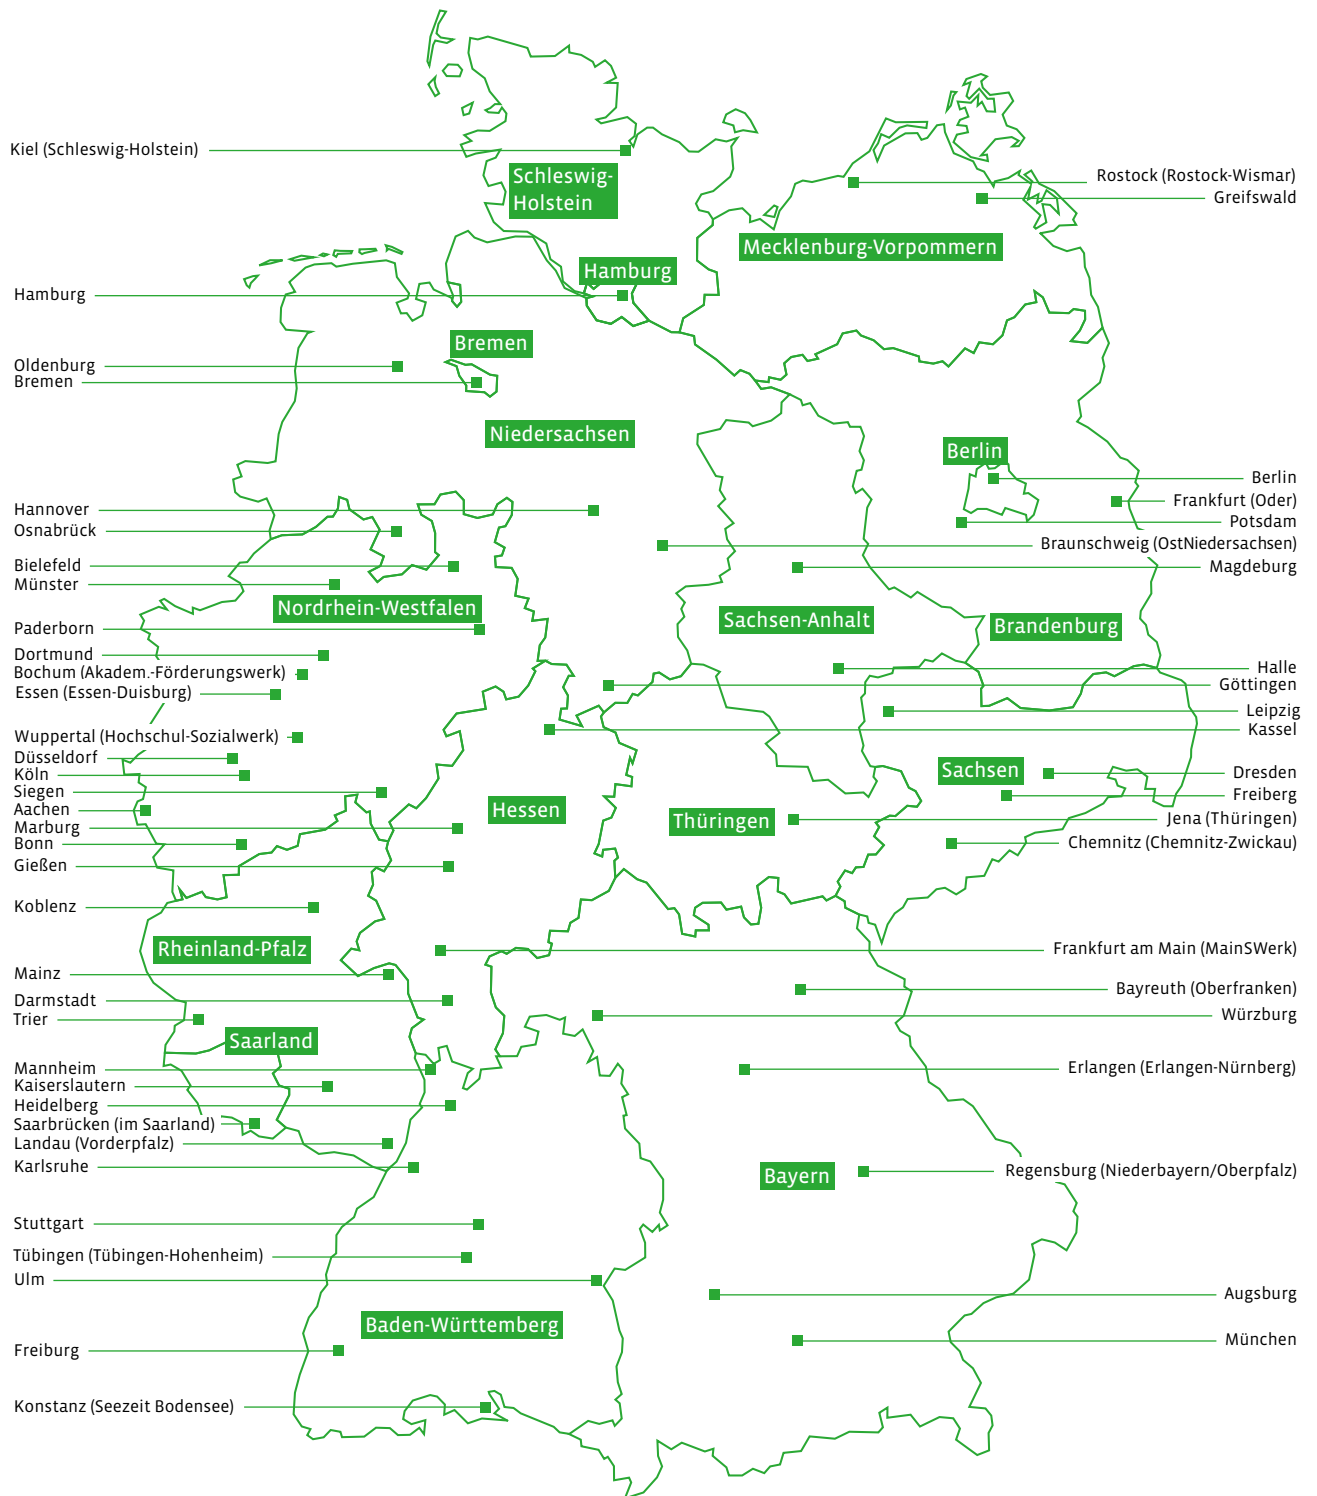 Kiel (Schleswig-Holstein)
Hamburg
Oldenburg
Bremen
Hannover
Osnabrück
Bielefeld
Münster
Paderborn
Dortmund
Bochum (Akadem.-Förderungswerk)
Essen (Essen-Duisburg)
Wuppertal (Hochschul-Sozialwerk)
Düsseldorf
Köln
Siegen
Aachen
Marburg
Bonn
Gießen
Koblenz
Mainz
Darmstadt
Trier
Mannheim
Kaiserslautern
Heidelberg
Saarbrücken (im Saarland)
Landau (Vorderpfalz)
Karlsruhe
Stuttgart
Tübingen (Tübingen-Hohenheim)
Ulm
Freiburg
Konstanz (Seezeit Bodensee)
Schleswig-
Holstein
Mecklenburg-Vorpommern
Hamburg
Bremen
Niedersachsen
Berlin
Nordrhein-Westfalen
Sachsen-Anhalt
Brandenburg
Sachsen
Hessen
Thüringen
Rheinland-Pfalz
Saarland
Bayern
Baden-Württemberg
Rostock (Rostock-Wismar)
Greifswald
Berlin
Frankfurt (Oder)
Potsdam
Braunschweig (OstNiedersachsen)
Magdeburg
Halle
Göttingen
Leipzig
Kassel
Dresden
Freiberg
Jena (Thüringen)
Chemnitz (Chemnitz-Zwickau)
Frankfurt am Main (MainSWerk)
Bayreuth (Oberfranken)
Würzburg
Erlangen (Erlangen-Nürnberg)
Regensburg (Niederbayern/Oberpfalz)
Augsburg
München